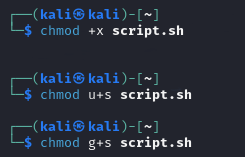 ┌──(kali㉿kali)-[~]
└─$ chmod +x script.sh
┌──(kali㉿kali)-[~]
└─$ chmod u+s script.sh
┌──(kali㉿kali)-[~]
└─$ chmod g+s script.sh